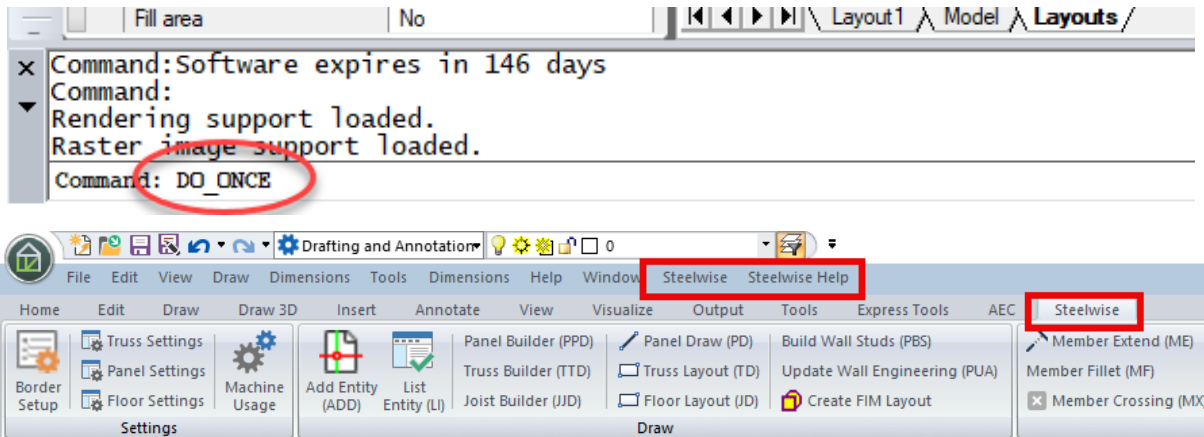 Fill area No Layout1 Model Layouts
Command:Software expires in 146 days
Command:
Rendering support loaded.
Raster image support loaded.
Command: DO_ONCE
Drafting and Annotation 0
File Edit View Draw Dimensions Tools Dimensions Help Window Steelwise Steelwise Help
Home Edit Draw Draw 3D Insert Annotate View Visualize Output Tools Express Tools AEC Steelwise
Truss Settings Panel Builder (PPD) Panel Draw (PD) Build Wall Studs (PBS) Member Extend (ME)
Panel Settings Truss Builder (TTD) Truss Layout (TD) Update Wall Engineering (PUA) Member Fillet (MF)
Border Setup Floor Settings Machine Usage Add Entity (ADD) List Entity (LI) Joist Builder (JJD) Floor Layout (JD) Create FIM Layout Member Crossing (MX
Settings Draw